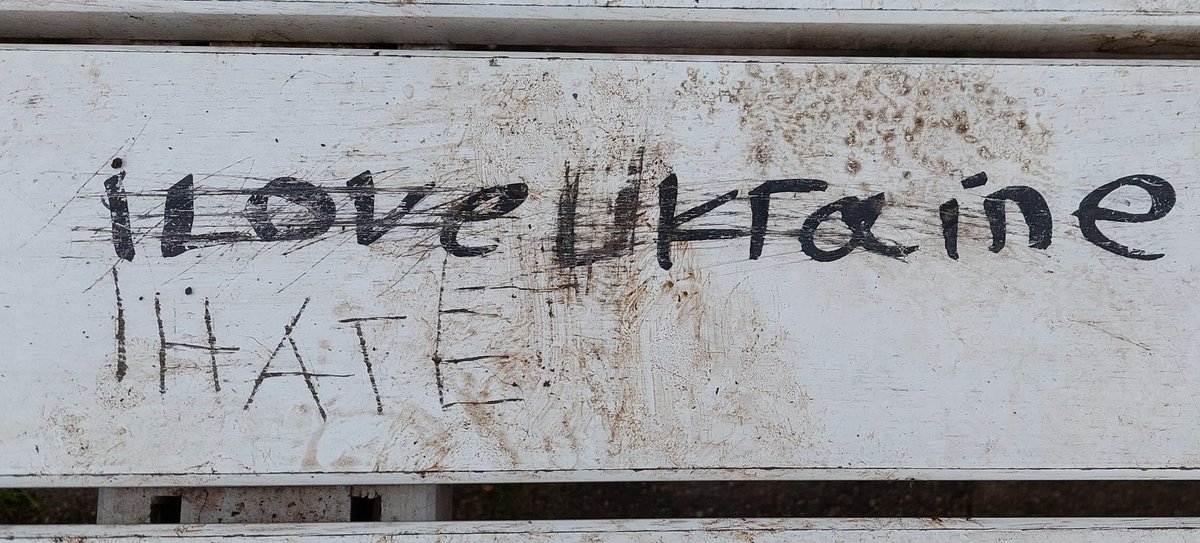 i Love Ukraine
I HATE